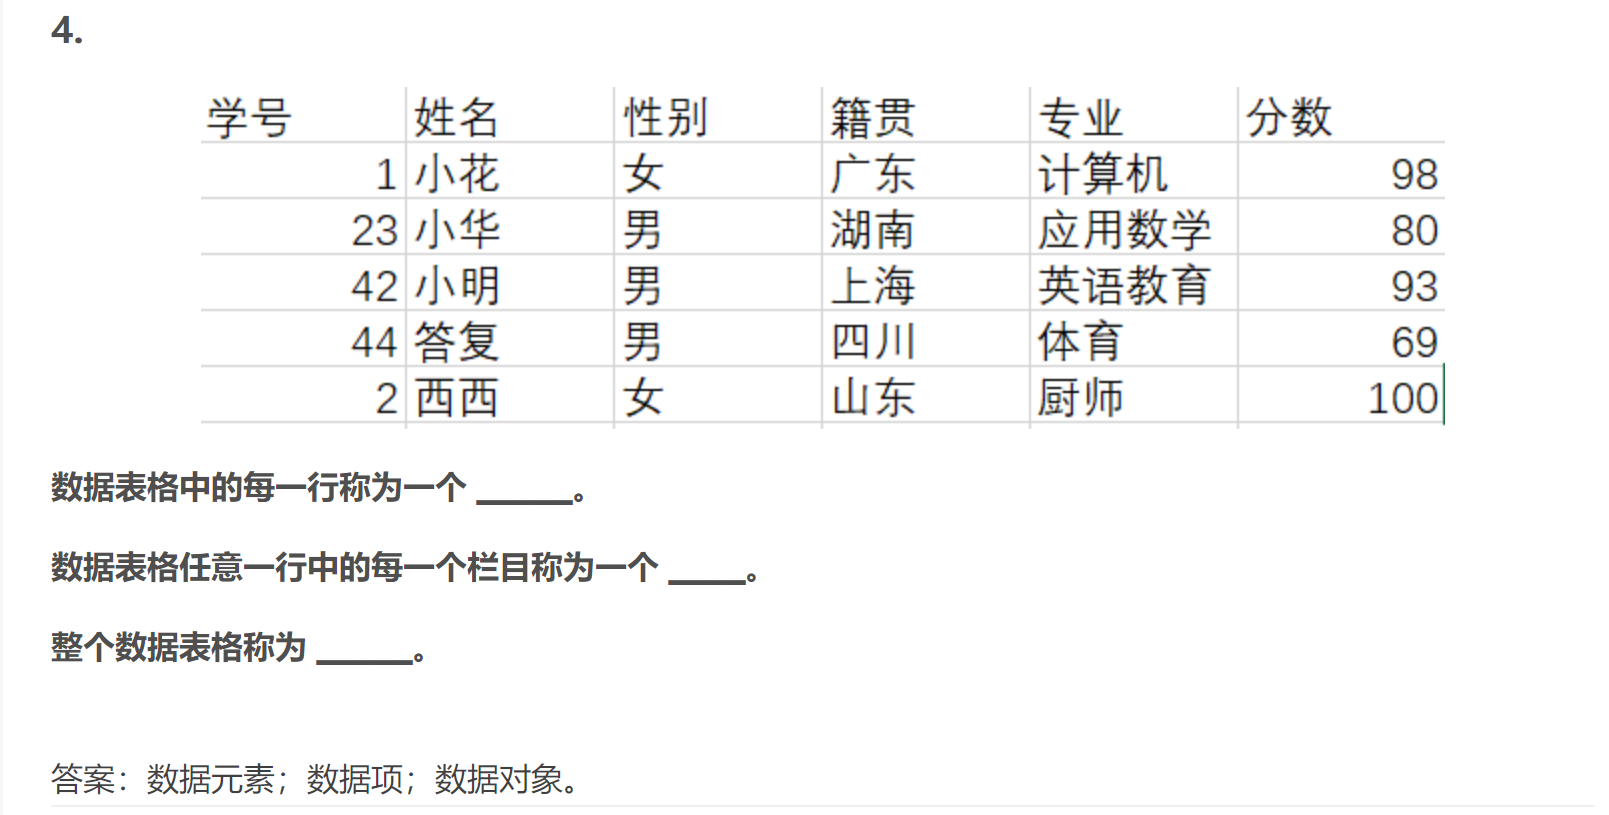 4.
学号 姓名 性别 籍贯 专业 分数
1 小花 女 广东 计算机 98
23 小华 男 湖南 应用数学 80
42 小明 男 上海 英语教育 93
44 答复 男 四川 体育 69
2 西西 女 山东 厨师 100
数据表格中的每一行称为一个 ______。
数据表格任意一行中的每一个栏目称为一个 _____。
整个数据表格称为 ______。
答案：数据元素；数据项；数据对象。